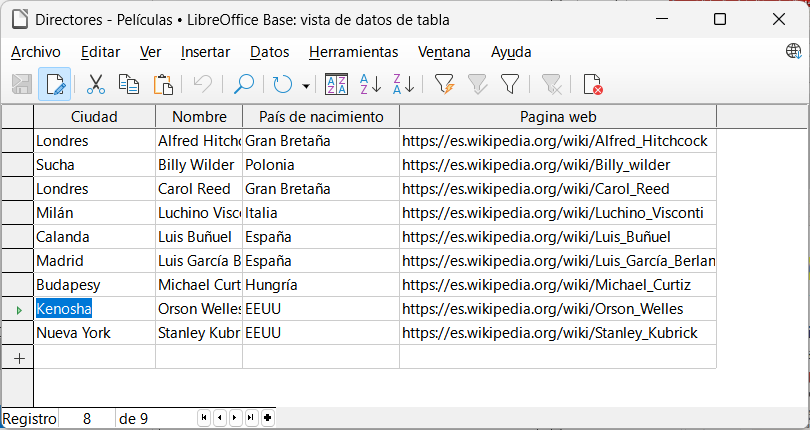 Directores - Películas • LibreOffice Base: vista de datos de tabla
Archivo Editar Ver Insertar Datos Herramientas Ventana Ayuda
Ciudad Nombre País de nacimiento Pagina web
Londres Alfred Hitchc Gran Bretaña https://es.wikipedia.org/wiki/Alfred_Hitchcock
Sucha Billy Wilder Polonia https://es.wikipedia.org/wiki/Billy_wilder
Londres Carol Reed Gran Bretaña https://es.wikipedia.org/wiki/Carol_Reed
Milán Luchino Visco Italia https://es.wikipedia.org/wiki/Luchino_Visconti
Calanda Luis Buñuel España https://es.wikipedia.org/wiki/Luis_Buñuel
Madrid Luis García B España https://es.wikipedia.org/wiki/Luis_García_Berlan
Budapesy Michael Curt Hungría https://es.wikipedia.org/wiki/Michael_Curtiz
Kenosha Orson Welles EEUU https://es.wikipedia.org/wiki/Orson_Welles
Nueva York Stanley Kubr EEUU https://es.wikipedia.org/wiki/Stanley_Kubrick
Registro 8 de 9